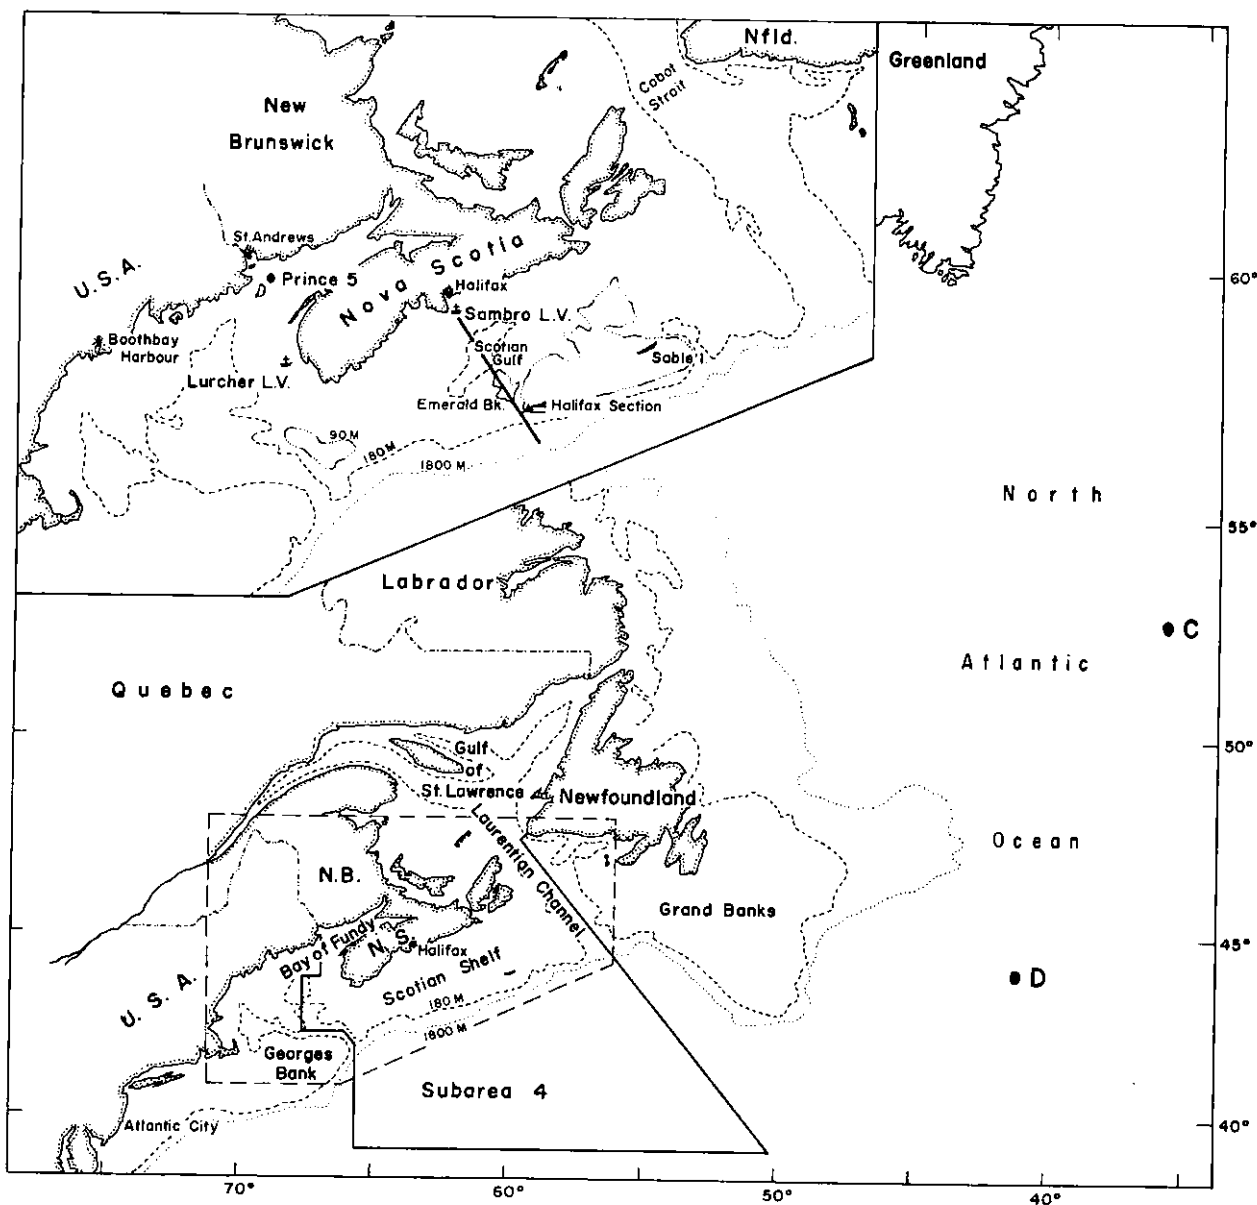 Nfld.
Greenland
Cabot
Strait
New
Brunswick
St. Andrews
U.S.A.
Prince 5
Nova Scotia
Halifax
Sambro L.V.
60°
Boothbay
Harbour
Scotian
Gulf
Sable I
Lurcher L.V.
Emerald Bk.
Halifax Section
90 M
180 M
1800 M
North
55°
Labrador
C
Atlantic
Quebec
50°
Gulf
of
St. Lawrence
Newfoundland
Laurentian Channel
Ocean
N.B.
Grand Banks
Bay of Fundy
N.S.
Halifax
45°
Scotian Shelf
D
U.S.A.
180 M
1800 M
Georges
Bank
Subarea 4
Atlantic City
40°
70°
60°
50°
40°